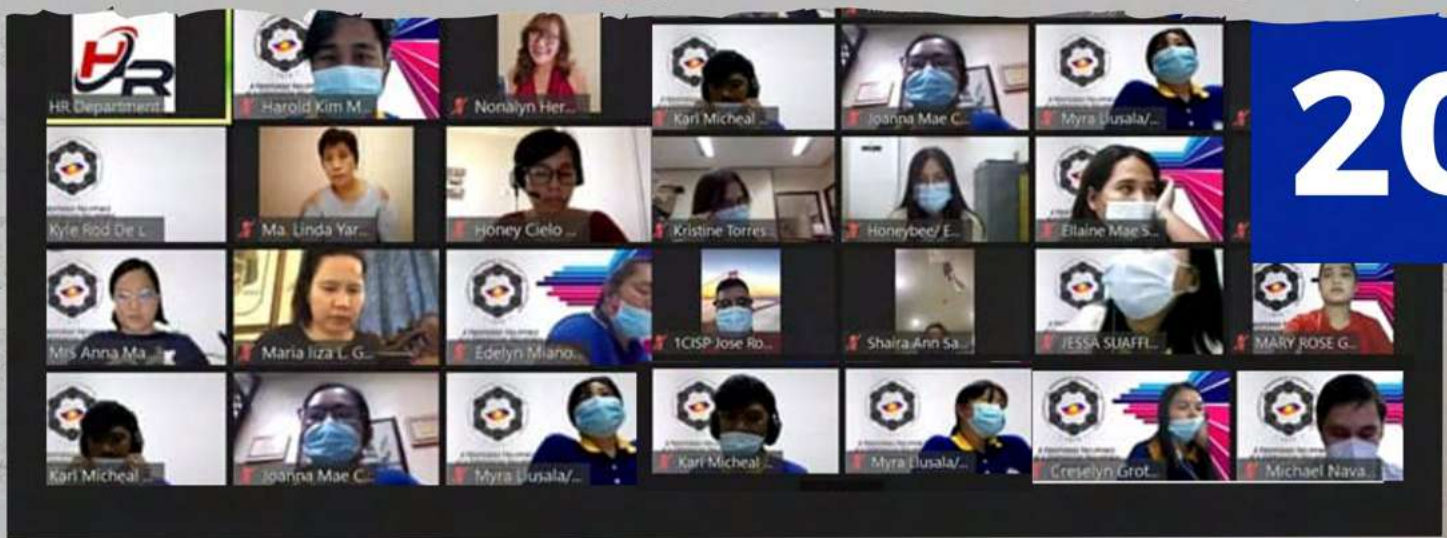 HR
HR Department
Harold Kim M...
Nonalyn Her...
Karl Micheal ...
Joanna Mae C...
Myra Llusala/...
20
Kyle Rod De L
Ma. Linda Yar...
Honey Cielo ...
Kristine Torres
Honeybee/ E...
Ellaine Mae S...
Mrs Anna Ma...
Maria liza L. G...
Edelyn Miano...
1CISP Jose Ro...
Shaira Ann Sa...
JESSA SUAFFI...
MARY ROSE G...
Karl Micheal ...
Joanna Mae C...
Myra Llusala/...
Karl Micheal ...
Myra Llusala/...
Creselyn Grot...
Michael Nava...